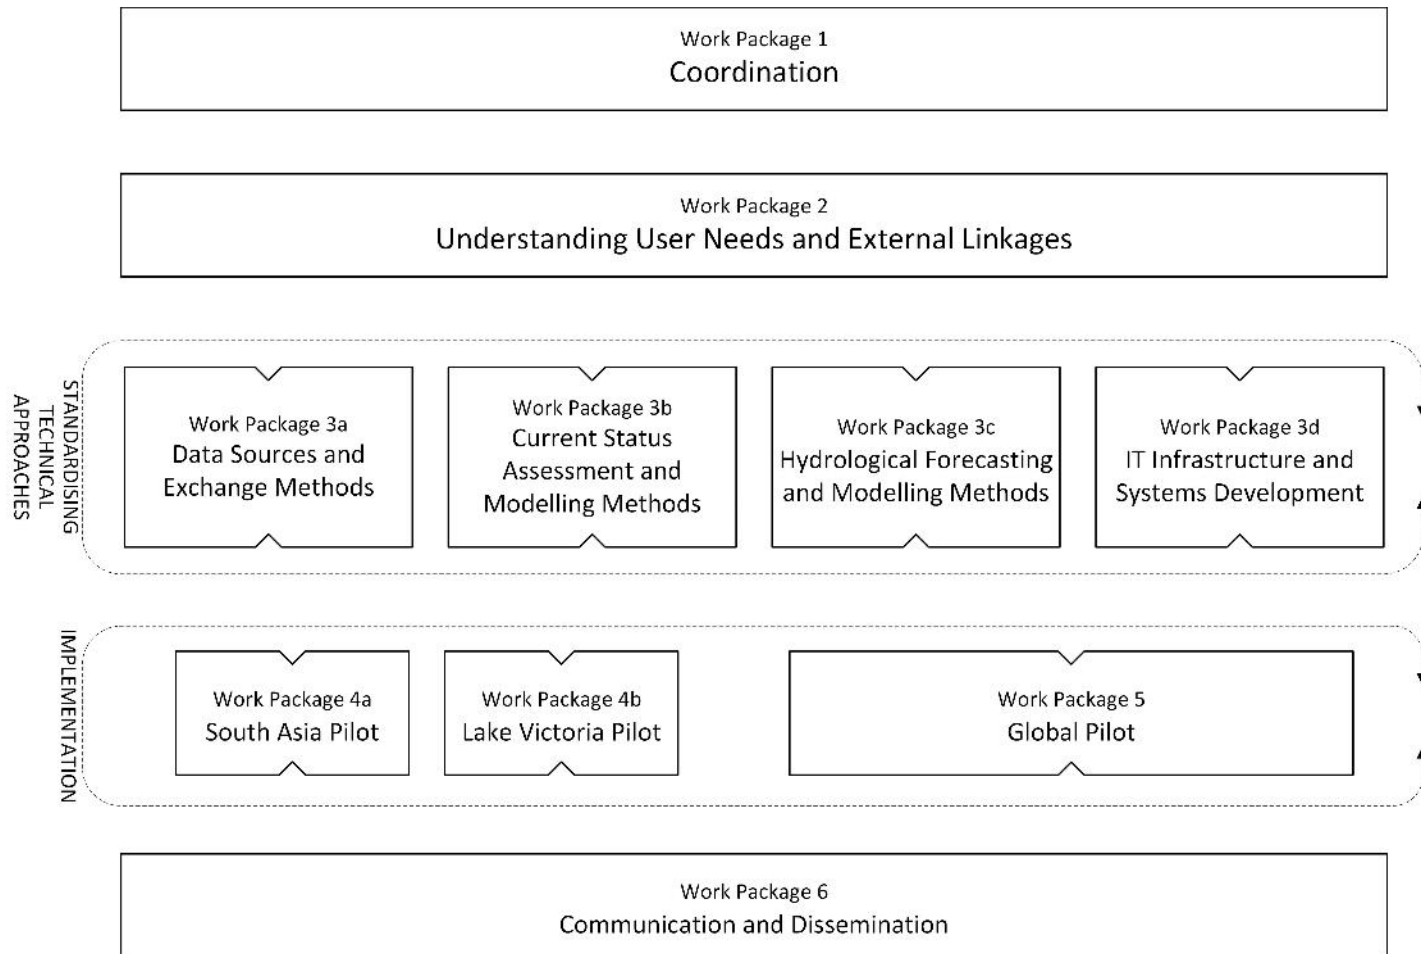 Work Package 1
Coordination
Work Package 2
Understanding User Needs and External Linkages
STANDARDISING
TECHNICAL
APPROACHES
Work Package 3a
Data Sources and
Exchange Methods
Work Package 3b
Current Status
Assessment and
Modelling Methods
Work Package 3c
Hydrological Forecasting
and Modelling Methods
Work Package 3d
IT Infrastructure and
Systems Development
IMPLEMENTATION
Work Package 4a
South Asia Pilot
Work Package 4b
Lake Victoria Pilot
Work Package 5
Global Pilot
Work Package 6
Communication and Dissemination